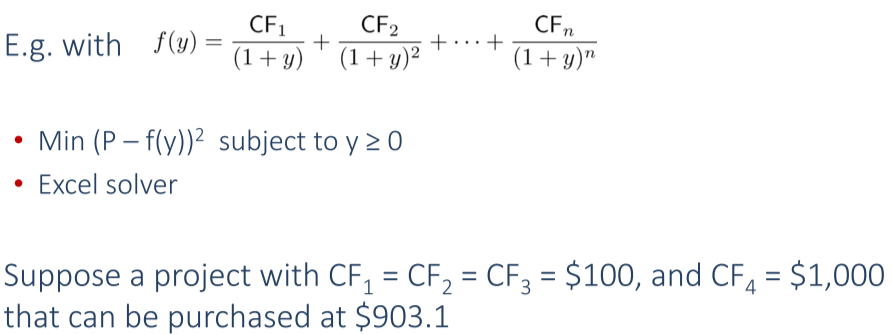 E.g. with f(y) = CF₁/(1 + y) + CF₂/(1 + y)² + ··· + CFₙ/(1 + y)ⁿ
• Min (P – f(y))² subject to y ≥ 0
• Excel solver
Suppose a project with CF₁ = CF₂ = CF₃ = $100, and CF₄ = $1,000
that can be purchased at $903.1